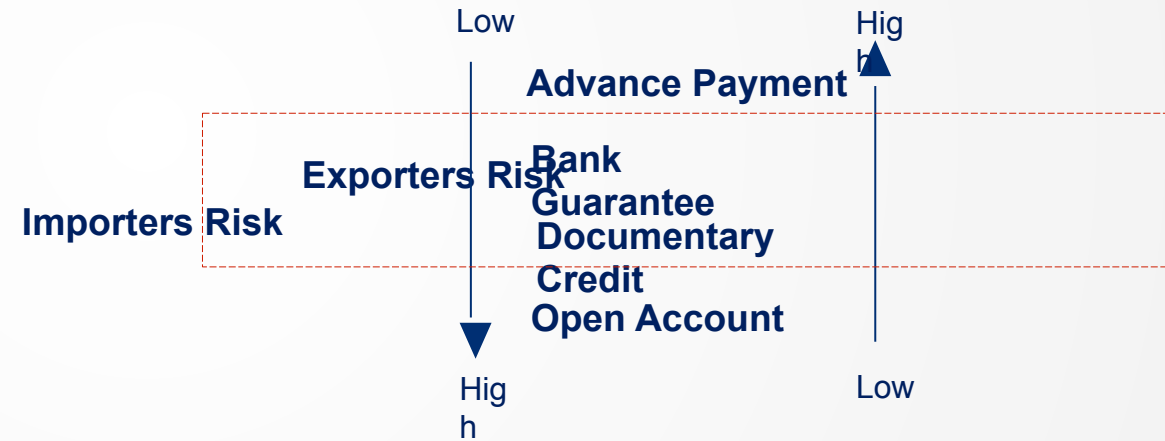 Low
Hig
h
Advance Payment
Bank
Exporters Risk
Guarantee
Importers Risk
Documentary
Credit
Open Account
Hig
h
Low